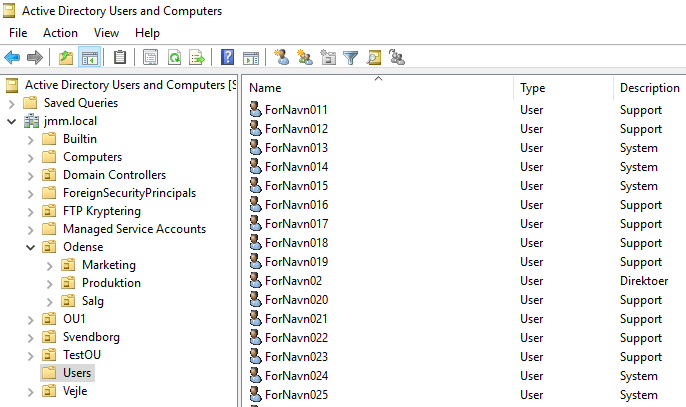 Active Directory Users and Computers
File Action View Help
Active Directory Users and Computers [S
Saved Queries
jmm.local
Builtin
Computers
Domain Controllers
ForeignSecurityPrincipals
FTP Kryptering
Managed Service Accounts
Odense
Marketing
Produktion
Salg
OU1
Svendborg
TestOU
Users
Vejle
Name Type Description
ForNavn011 User Support
ForNavn012 User Support
ForNavn013 User System
ForNavn014 User System
ForNavn015 User System
ForNavn016 User Support
ForNavn017 User Support
ForNavn018 User Support
ForNavn019 User Support
ForNavn02 User Direktoer
ForNavn020 User Support
ForNavn021 User Support
ForNavn022 User Support
ForNavn023 User Support
ForNavn024 User System
ForNavn025 User System